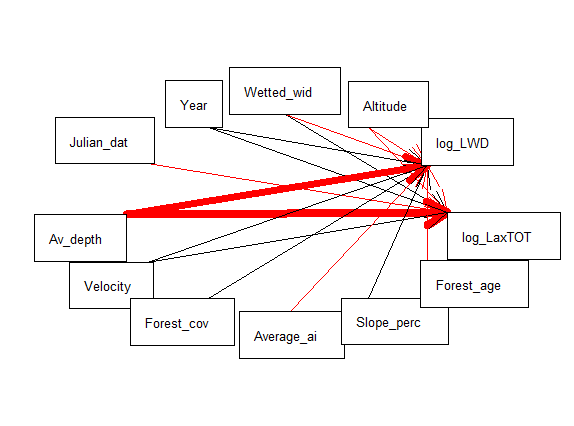 Wetted_wid
Year
Altitude
Julian_dat
log_LWD
Av_depth
log_LaxTOT
Velocity
Forest_age
Forest_cov
Slope_perc
Average_ai